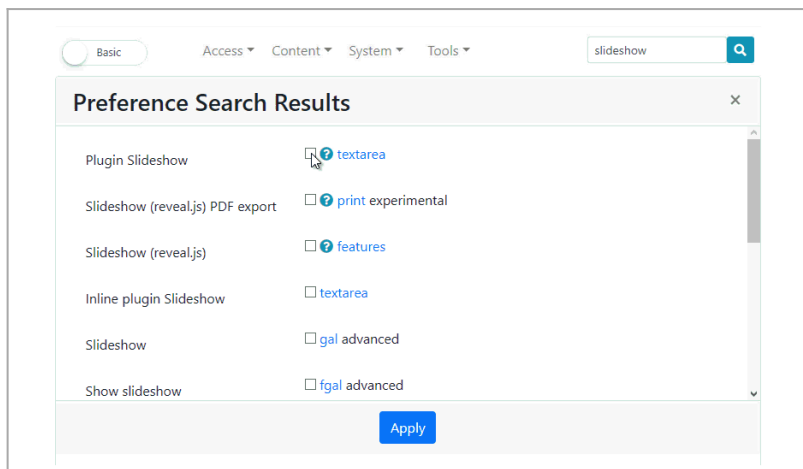 Basic Access Content System Tools slideshow
Preference Search Results ×
Plugin Slideshow ? textarea
Slideshow (reveal.js) PDF export ? print experimental
Slideshow (reveal.js) ? features
Inline plugin Slideshow textarea
Slideshow gal advanced
Show slideshow fgal advanced
Apply